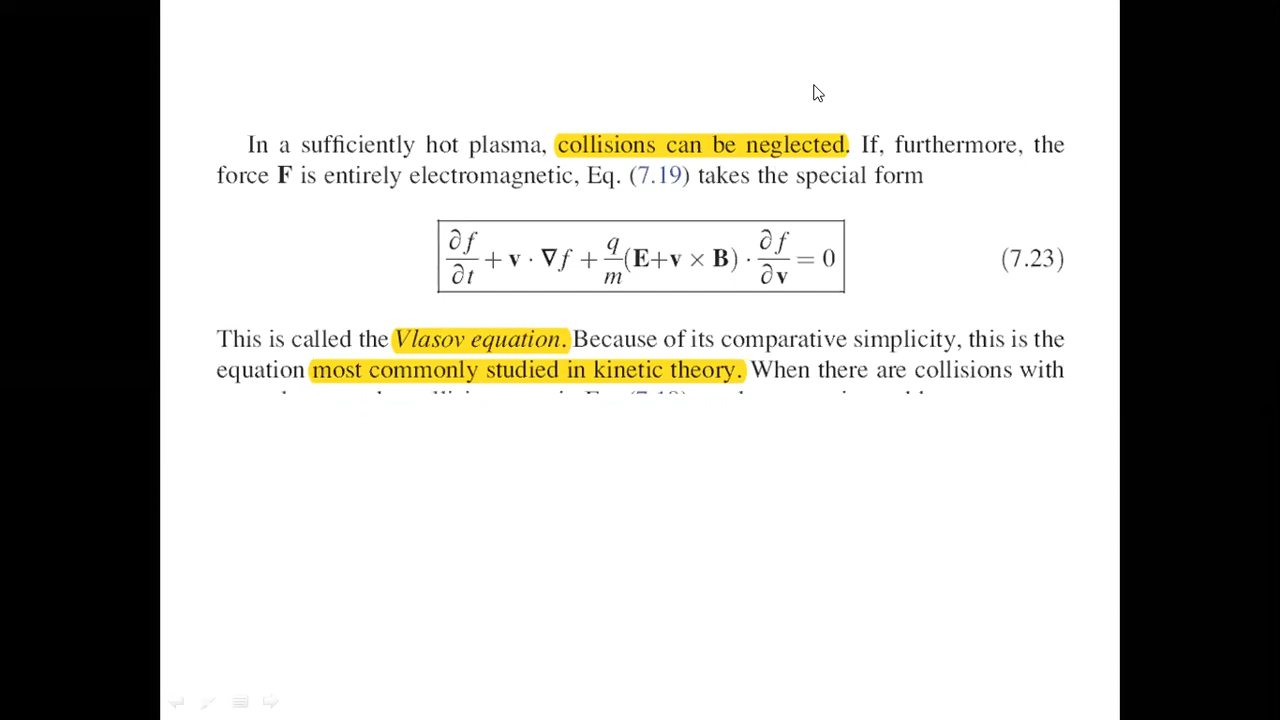 In a sufficiently hot plasma, collisions can be neglected. If, furthermore, the
force F is entirely electromagnetic, Eq. (7.19) takes the special form
∂f/∂t + v · ∇f + q/m (E+v × B) · ∂f/∂v = 0 (7.23)
This is called the Vlasov equation. Because of its comparative simplicity, this is the
equation most commonly studied in kinetic theory. When there are collisions with